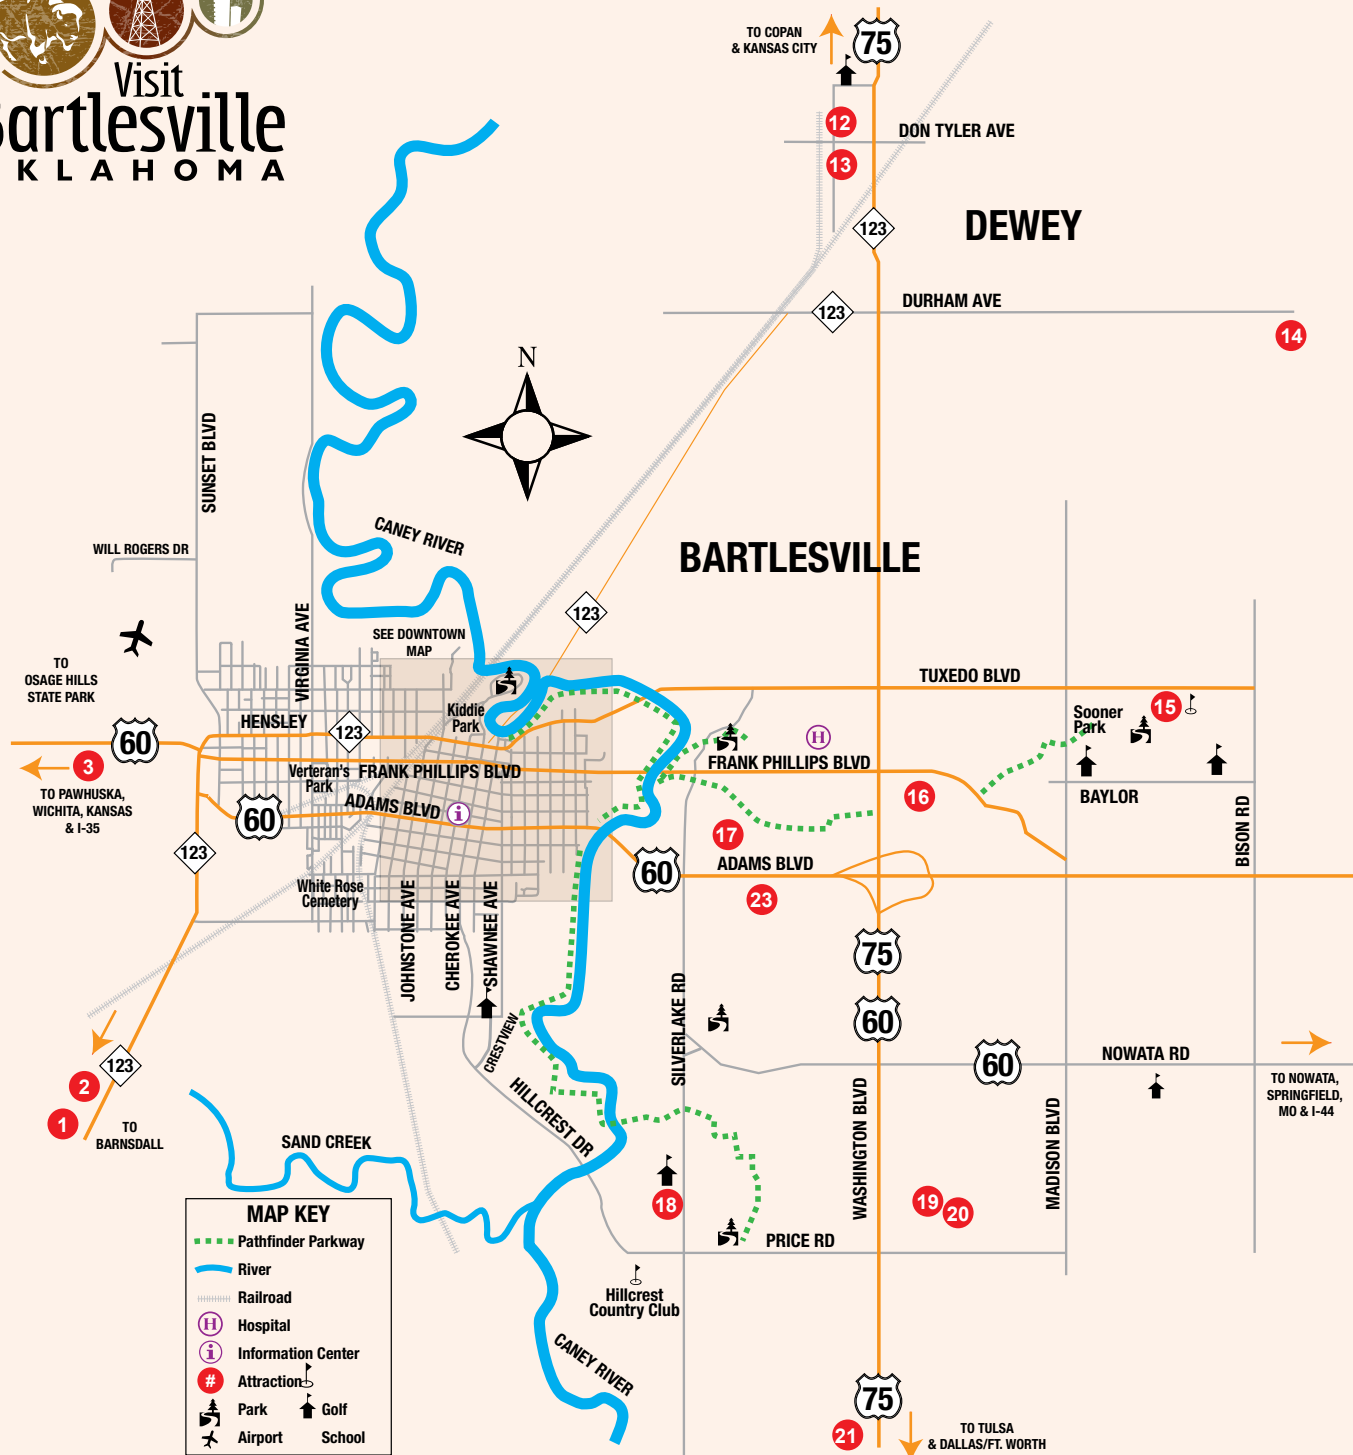 Visit
Bartlesville
KLAHOMA
TO COPAN
& KANSAS CITY
75
12
DON TYLER AVE
13
123
DEWEY
123
DURHAM AVE
14
N
SUNSET BLVD
CANEY RIVER
WILL ROGERS DR
BARTLESVILLE
123
VIRGINIA AVE
SEE DOWNTOWN
MAP
TO
OSAGE HILLS
STATE PARK
TUXEDO BLVD
Kiddie
Park
HENSLEY
123
60
3
TO PAWHUSKA,
WICHITA, KANSAS
& I-35
Verteran's
Park
FRANK PHILLIPS BLVD
H
FRANK PHILLIPS BLVD
Sooner
Park
15
BAYLOR
16
BISON RD
ADAMS BLVD
i
60
17
123
60
ADAMS BLVD
23
White Rose
Cemetery
JOHNSTONE AVE
CHEROKEE AVE
SHAWNEE AVE
75
60
SILVERLAKE RD
CRESTVIEW
HILLCREST DR
60
NOWATA RD
TO NOWATA,
SPRINGFIELD,
MO & I-44
123
2
1
TO
BARNSDALL
SAND CREEK
WASHINGTON BLVD
MADISON BLVD
18
19
20
PRICE RD
Hillcrest
Country Club
CANEY RIVER
75
21
TO TULSA
& DALLAS/FT. WORTH
MAP KEY
Pathfinder Parkway
River
Railroad
H Hospital
i Information Center
# Attraction
Park Golf
Airport School